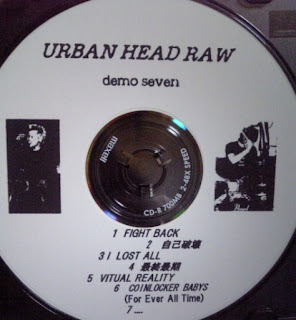 URBAN HEAD RAW
demo seven
maxell
CD-R 700MB 2-48X SPEED
1 FIGHT BACK
2 自己破壊
3 I LOST ALL
4 最終最期
5 VITUAL REALITY
6 COINLOCKER BABYS
(For Ever All Time)
7....